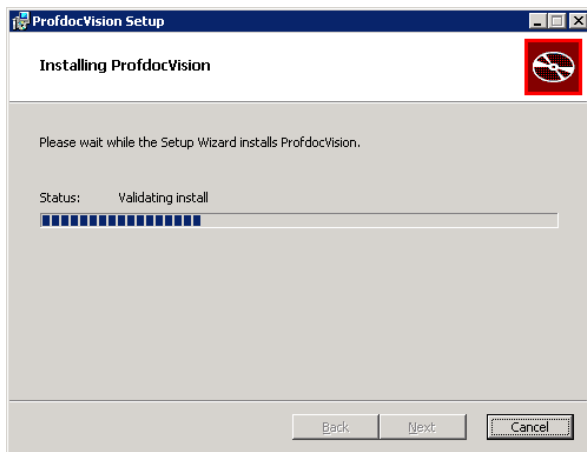 ProfdocVision Setup
Installing ProfdocVision
Please wait while the Setup Wizard installs ProfdocVision.
Status: Validating install
Back Next Cancel